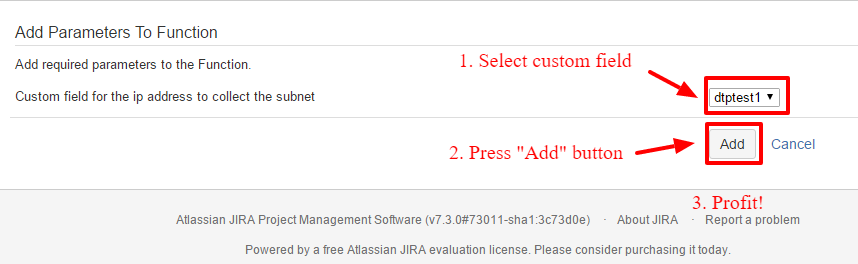 Add Parameters To Function
Add required parameters to the Function.
1. Select custom field
Custom field for the ip address to collect the subnet
dtptest1
2. Press "Add" button
Add Cancel
3. Profit!
Atlassian JIRA Project Management Software (v7.3.0#73011-sha1:3c73d0e) · About JIRA · Report a problem
Powered by a free Atlassian JIRA evaluation license. Please consider purchasing it today.